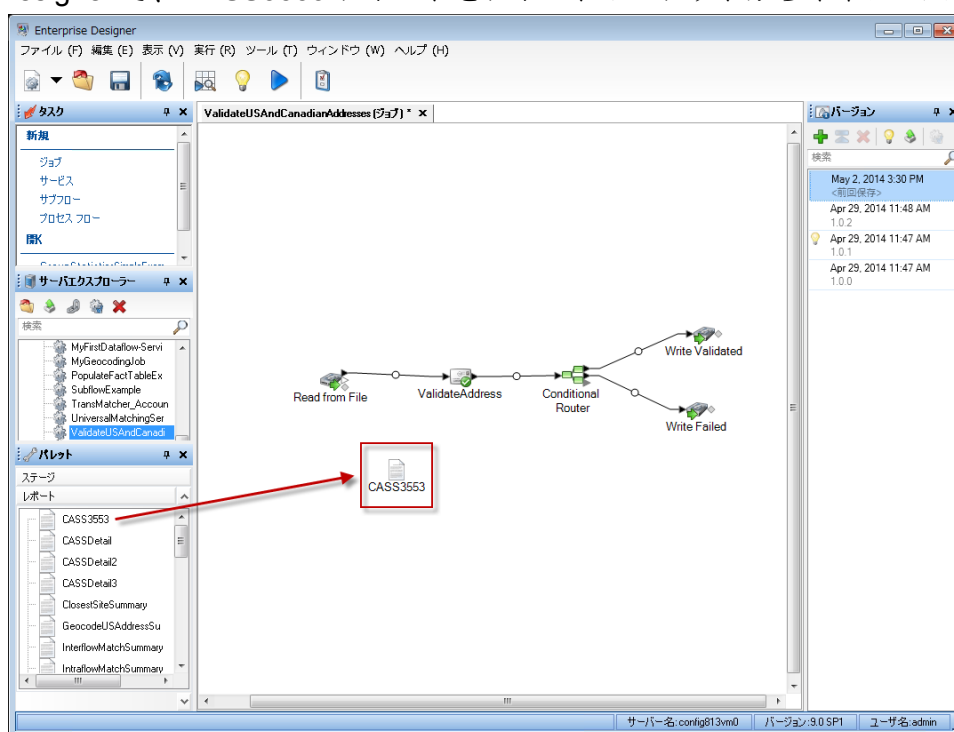 Enterprise Designer
ファイル (F) 編集 (E) 表示 (V) 実行 (R) ツール (T) ウィンドウ (W) ヘルプ (H)
タスク
新規
ジョブ
サービス
サブフロー
プロセス フロー
開く
サーバエクスプローラー
検索
MyFirstDataflow-Servi
MyGeocodingJob
PopulateFactTableEx
SubflowExample
TransMatcher_Accoun
UniversalMatchingSer
ValidateUSAndCanadi
パレット
ステージ
レポート
CASS3553
CASSDetail
CASSDetail2
CASSDetail3
ClosestSiteSummary
GeocodeUSAddressSu
InterflowMatchSummary
IntraflowMatchSummary
ValidateUSAndCanadianAddresses (ジョブ) *
Read from File
ValidateAddress
Conditional
Router
Write Validated
Write Failed
CASS3553
バージョン
検索
May 2, 2014 3:30 PM
<前回保存>
Apr 29, 2014 11:48 AM
1.0.2
Apr 29, 2014 11:47 AM
1.0.1
Apr 29, 2014 11:47 AM
1.0.0
サーバー名: config813vm0 バージョン:9.0 SP1 ユーザ名:admin